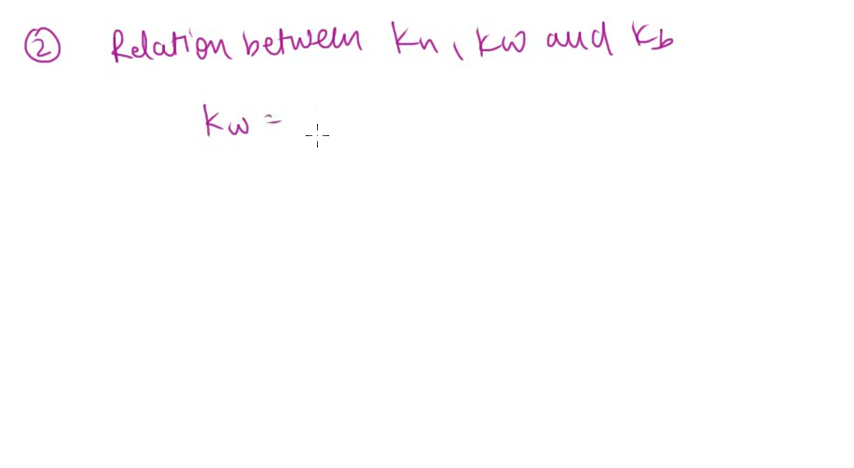 ② Relation between Kh, Kw and Kb
Kw =